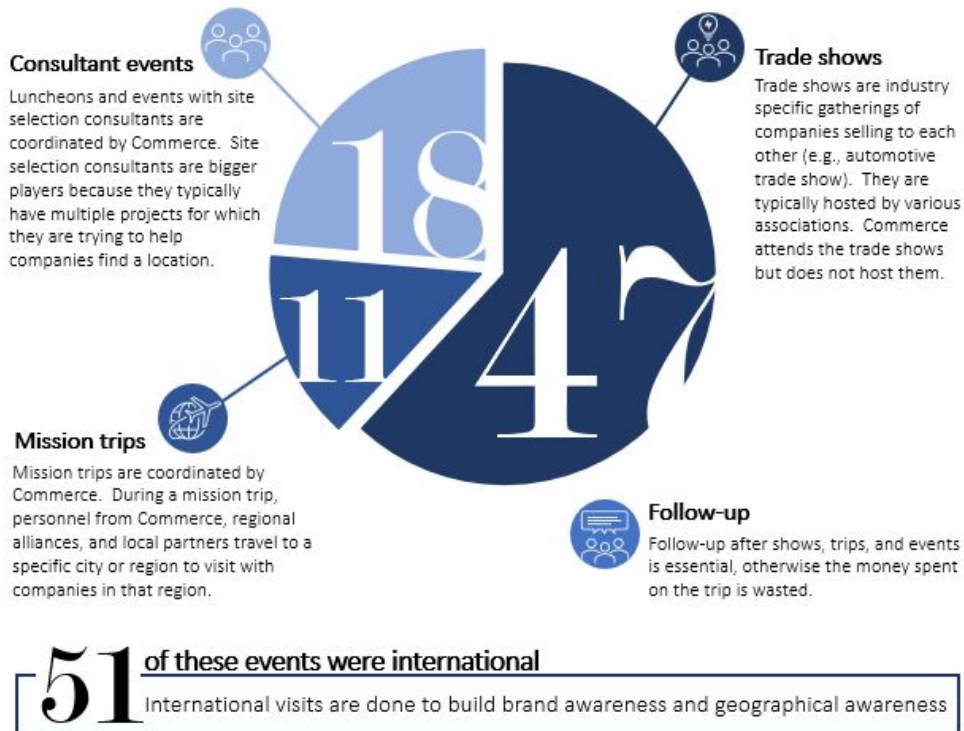 Consultant events
Luncheons and events with site
selection consultants are
coordinated by Commerce.  Site
selection consultants are bigger
players because they typically
have multiple projects for which
they are trying to help
companies find a location.
18
47
11
Trade shows
Trade shows are industry
specific gatherings of
companies selling to each
other (e.g., automotive
trade show).  They are
typically hosted by various
associations.  Commerce
attends the trade shows
but does not host them.
Mission trips
Mission trips are coordinated by
Commerce.  During a mission trip,
personnel from Commerce, regional
alliances, and local partners travel to a
specific city or region to visit with
companies in that region.
Follow-up
Follow-up after shows, trips, and events
is essential, otherwise the money spent
on the trip is wasted.
51 of these events were international
International visits are done to build brand awareness and geographical awareness